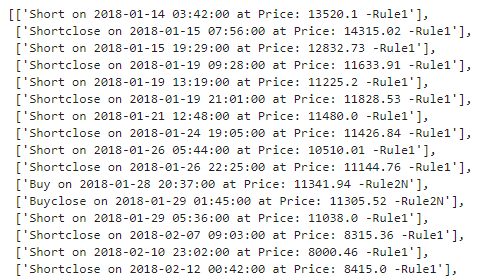 [['Short on 2018-01-14 03:42:00 at Price: 13520.1 -Rule1'],
['Shortclose on 2018-01-15 07:56:00 at Price: 14315.02 -Rule1'],
['Short on 2018-01-15 19:29:00 at Price: 12832.73 -Rule1'],
['Shortclose on 2018-01-19 09:28:00 at Price: 11633.91 -Rule1'],
['Short on 2018-01-19 13:19:00 at Price: 11225.2 -Rule1'],
['Shortclose on 2018-01-19 21:01:00 at Price: 11828.53 -Rule1'],
['Short on 2018-01-21 12:48:00 at Price: 11480.0 -Rule1'],
['Shortclose on 2018-01-24 19:05:00 at Price: 11426.84 -Rule1'],
['Short on 2018-01-26 05:44:00 at Price: 10510.01 -Rule1'],
['Shortclose on 2018-01-26 22:25:00 at Price: 11144.76 -Rule1'],
['Buy on 2018-01-28 20:37:00 at Price: 11341.94 -Rule2N'],
['Buyclose on 2018-01-29 01:45:00 at Price: 11305.52 -Rule2N'],
['Short on 2018-01-29 05:36:00 at Price: 11038.0 -Rule1'],
['Shortclose on 2018-02-07 09:03:00 at Price: 8315.36 -Rule1'],
['Short on 2018-02-10 23:02:00 at Price: 8000.46 -Rule1'],
['Shortclose on 2018-02-12 00:42:00 at Price: 8415.0 -Rule1'],